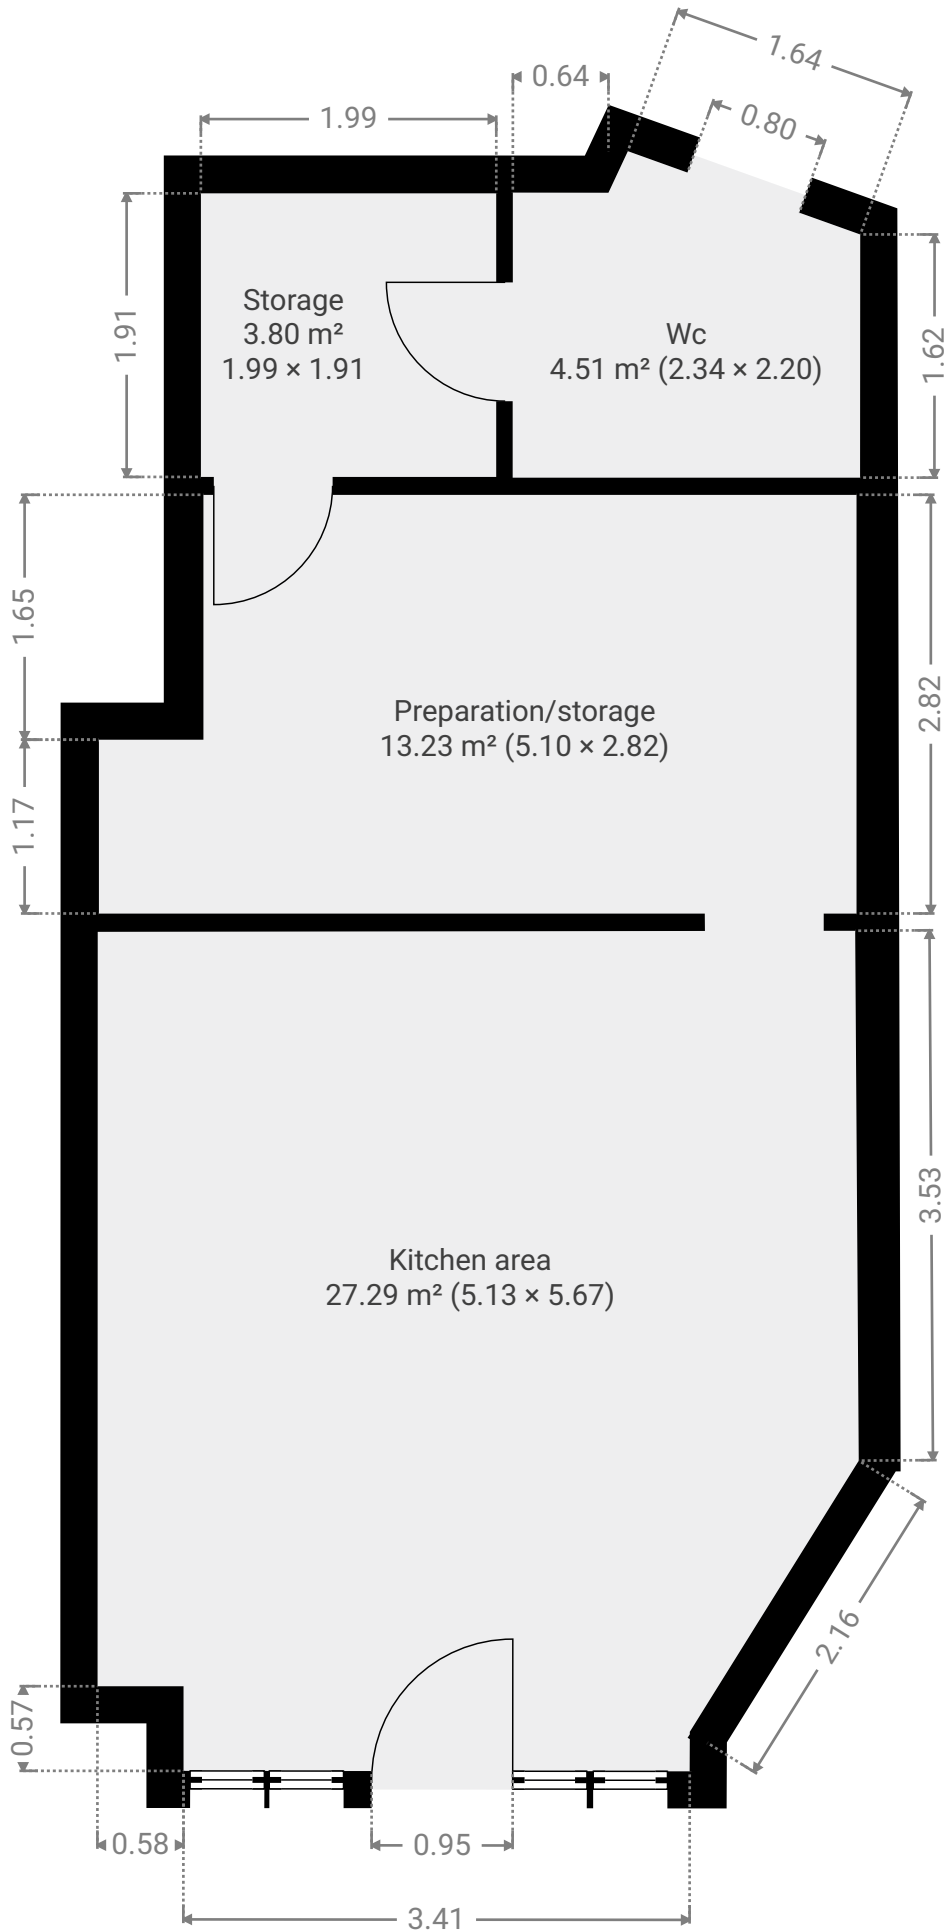 1.64
0.64
0.80
1.99
1.91
Storage
3.80 m²
1.99 × 1.91
Wc
4.51 m² (2.34 × 2.20)
1.62
1.65
2.82
Preparation/storage
13.23 m² (5.10 × 2.82)
1.17
3.53
Kitchen area
27.29 m² (5.13 × 5.67)
2.16
0.57
0.58
0.95
3.41